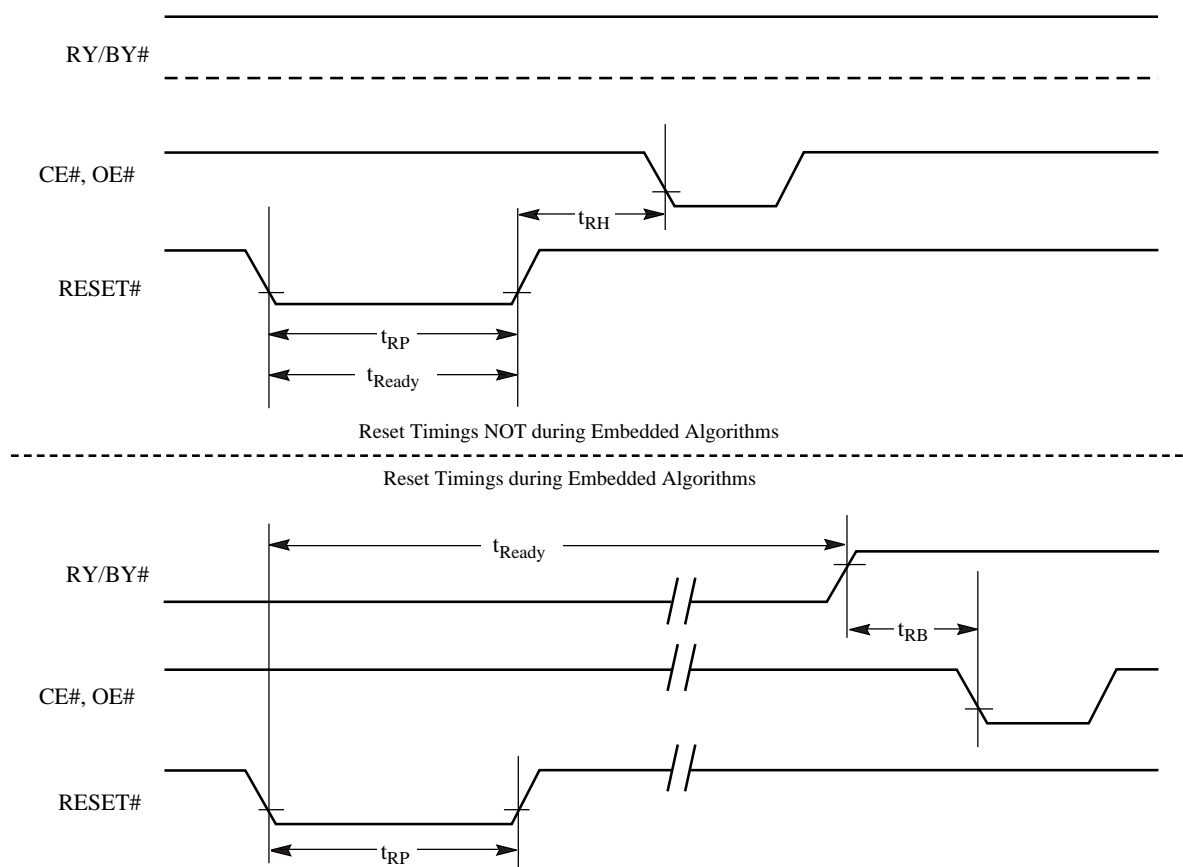 RY/BY#
CE#, OE#
tRH
RESET#
tRP
tReady
Reset Timings NOT during Embedded Algorithms
Reset Timings during Embedded Algorithms
tReady
RY/BY#
tRB
CE#, OE#
RESET#
tRP